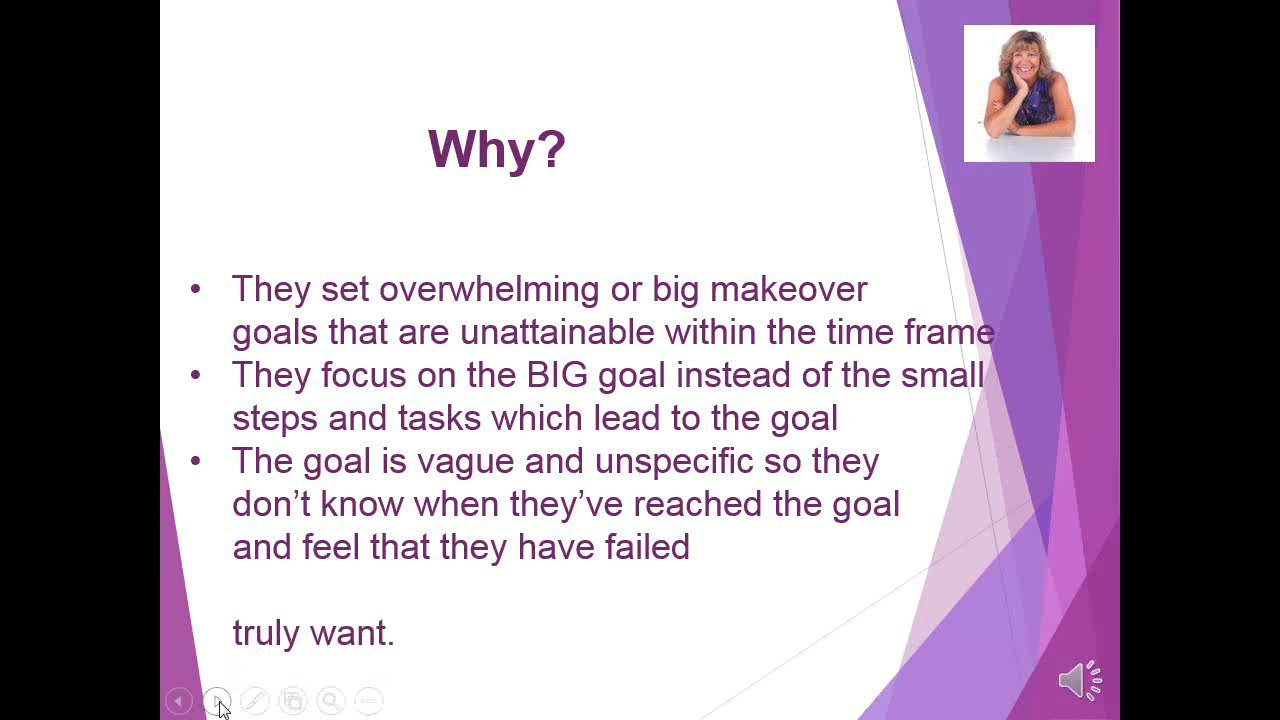 Why?
• They set overwhelming or big makeover
goals that are unattainable within the time frame
• They focus on the BIG goal instead of the small
steps and tasks which lead to the goal
• The goal is vague and unspecific so they
don’t know when they’ve reached the goal
and feel that they have failed
truly want.